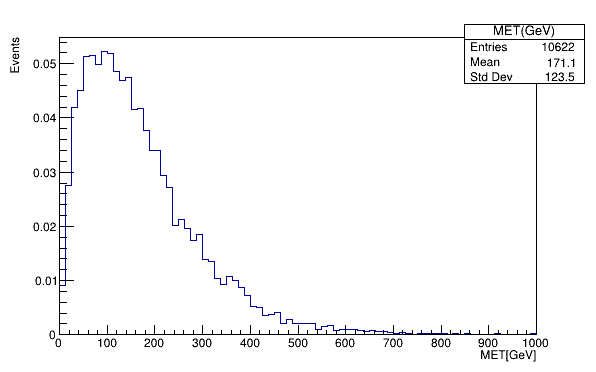 MET(GeV)
Entries 10622
Mean 171.1
Std Dev 123.5
Events
0.05
0.04
0.03
0.02
0.01
0
0 100 200 300 400 500 600 700 800 900 1000
MET[GeV]